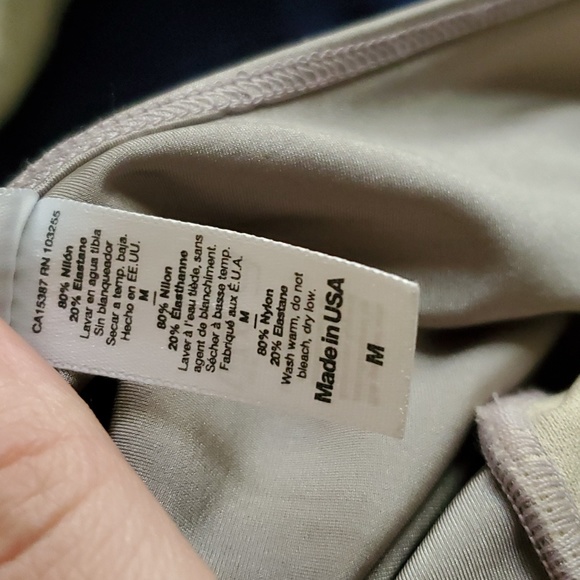 CA15387 RN 103255
80% Nilón
20% Elastane
Lavar en agua tibia
Sin blanqueador
Secar a temp. baja.
Hecho en EE.UU.
M
80% Nilon
20% Élasthanne
Laver à l'eau tiède, sans
agent de blanchiment.
Sécher à basse temp.
Fabriqué aux É.U.A.
M
80% Nylon
20% Elastane
Wash warm, do not
bleach, dry low.
Made in USA
M